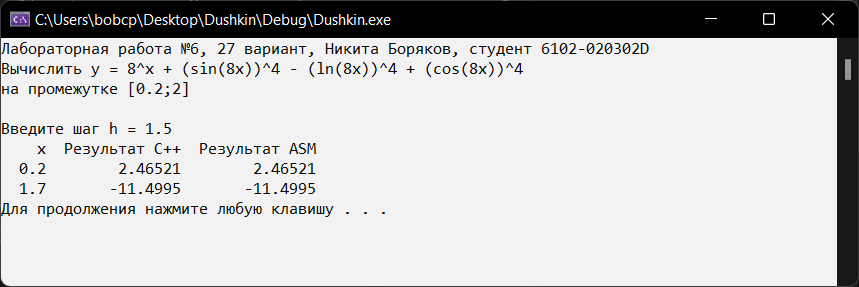 C:\Users\bobcp\Desktop\Dushkin\Debug\Dushkin.exe
Лабораторная работа №6, 27 вариант, Никита Боряков, студент 6102-020302D
Вычислить y = 8^x + (sin(8x))^4 - (ln(8x))^4 + (cos(8x))^4
на промежутке [0.2;2]
Введите шаг h = 1.5
x Результат C++ Результат ASM
0.2 2.46521 2.46521
1.7 -11.4995 -11.4995
Для продолжения нажмите любую клавишу . . .